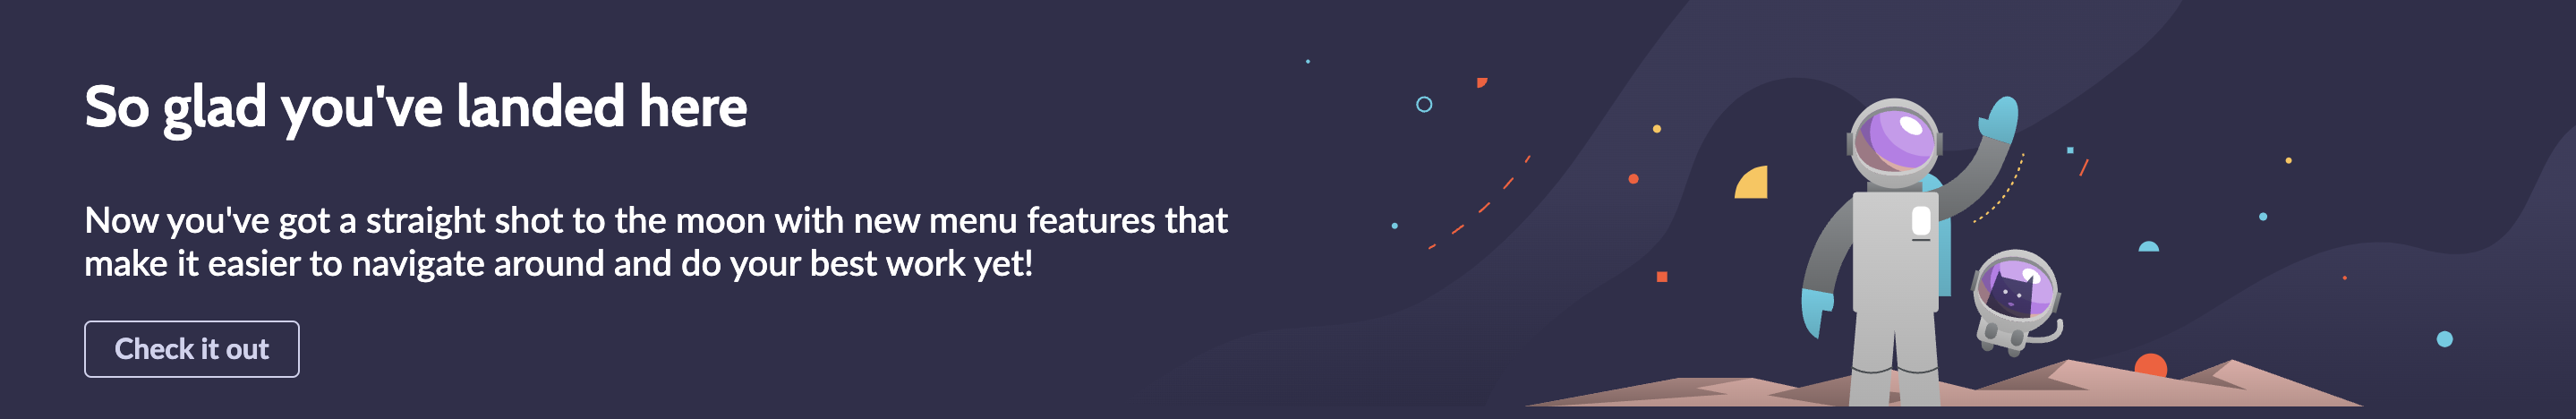 So glad you've landed here
Now you've got a straight shot to the moon with new menu features that
make it easier to navigate around and do your best work yet!
Check it out